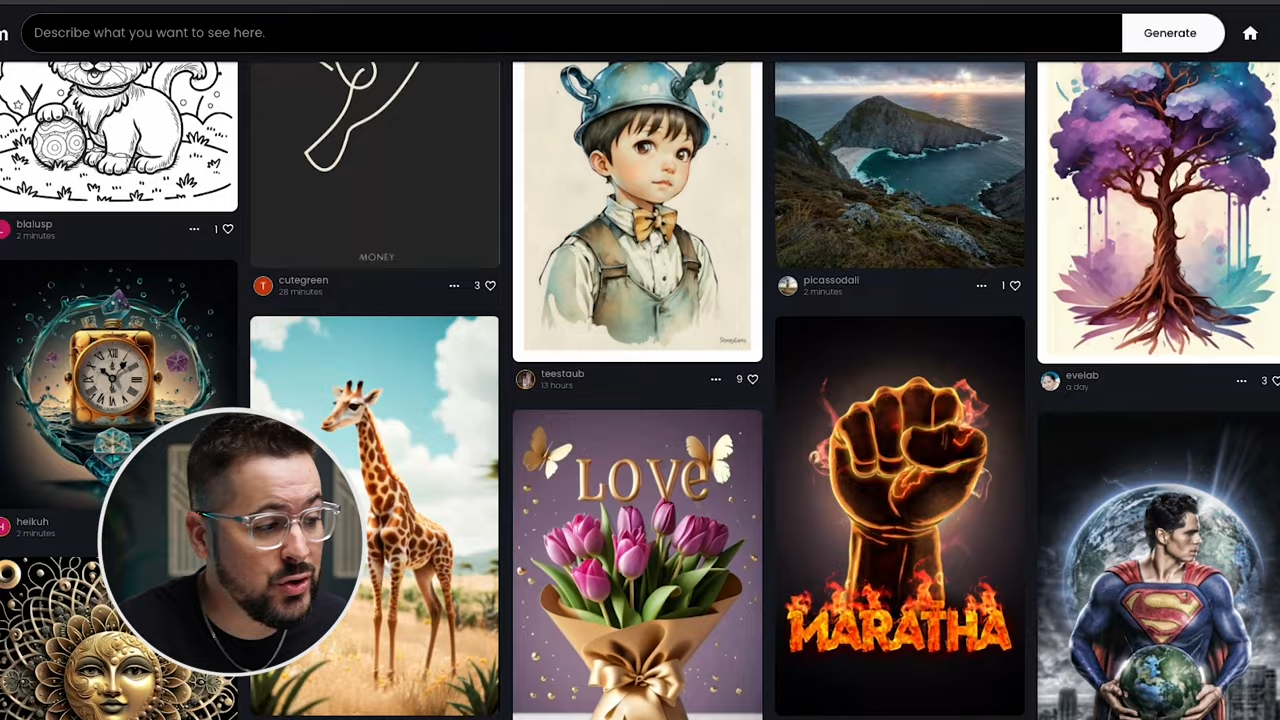 m
Describe what you want to see here.
Generate
blalusp
2 minutes
1
MONEY
cutegreen
28 minutes
3
teestaub
13 hours
9
picassodali
2 minutes
1
evelab
a day
3
heikuh
2 minutes
LOVe
MARATHA